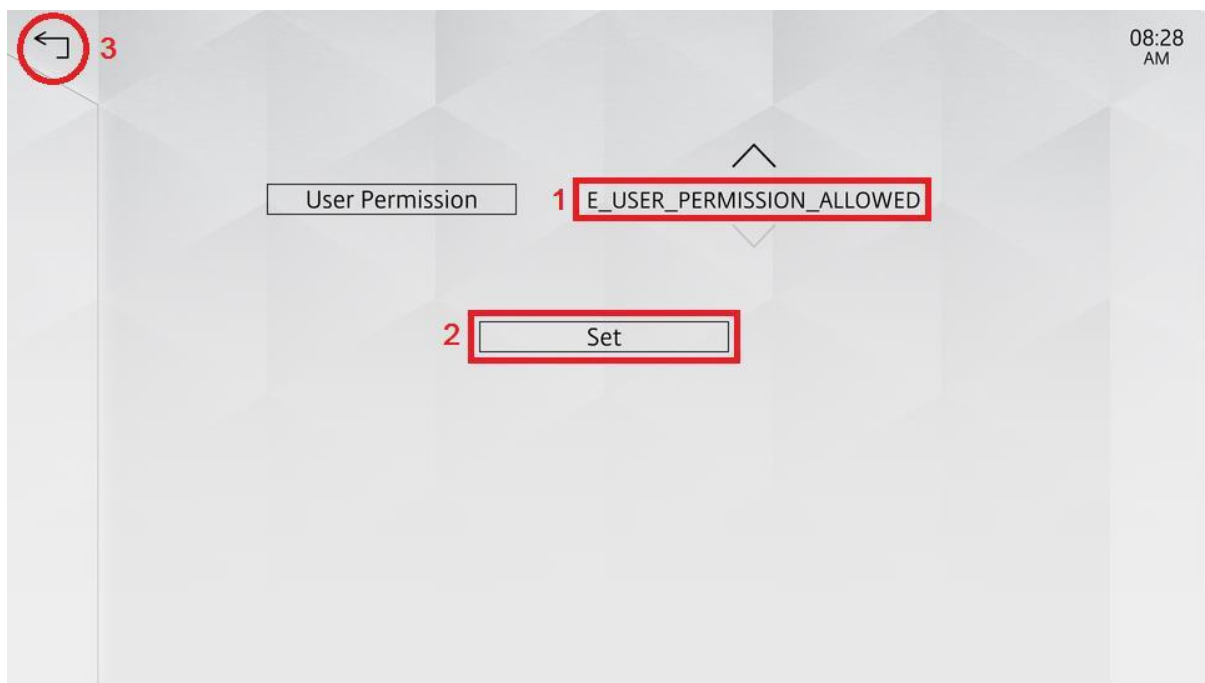 3
08:28
AM
User Permission
1
E_USER_PERMISSION_ALLOWED
2
Set